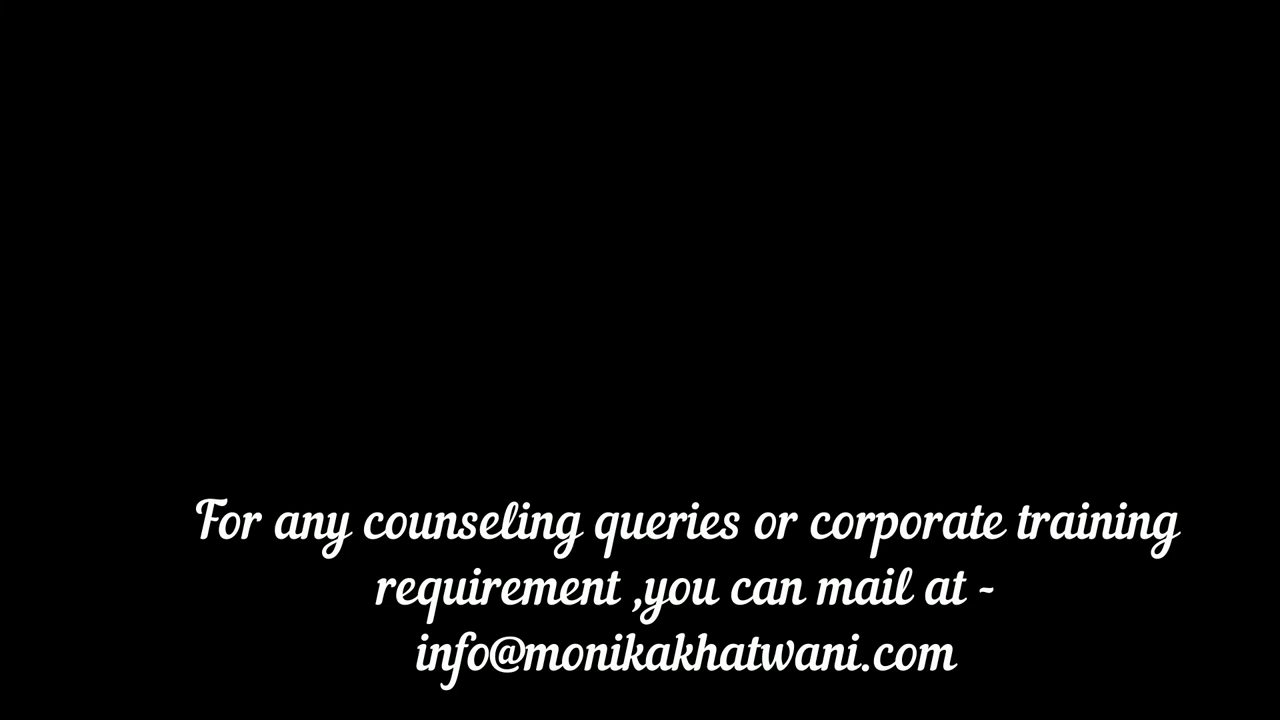 For any counseling queries or corporate training
requirement ,you can mail at -
info@monikakhatwani.com